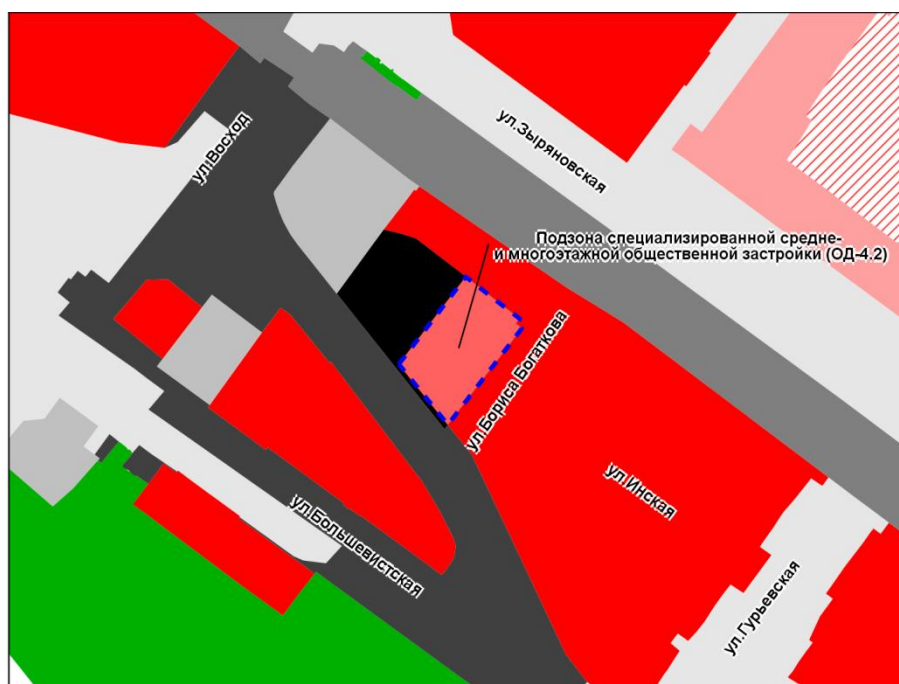 ул.Восход
ул.Зыряновская
Подзона специализированной средне-
и многоэтажной общественной застройки (ОД-4.2)
ул.Бориса Богаткова
ул.Инская
ул.Большевистская
ул.Гурьевская